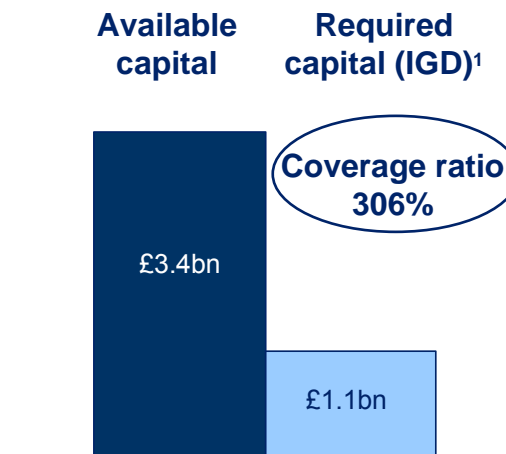 Available
capital
Required
capital (IGD)¹
Coverage ratio
306%
£3.4bn
£1.1bn